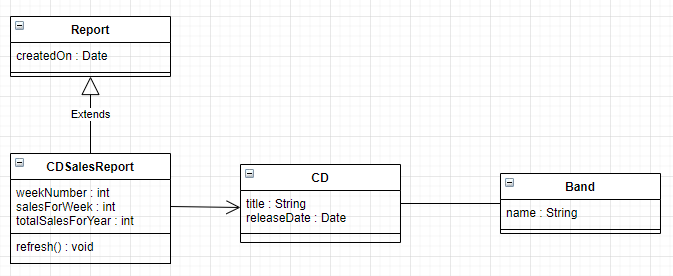 Report
createdOn : Date
Extends
CDSalesReport
weekNumber : int
salesForWeek : int
totalSalesForYear : int
refresh() : void
CD
title : String
releaseDate : Date
Band
name : String